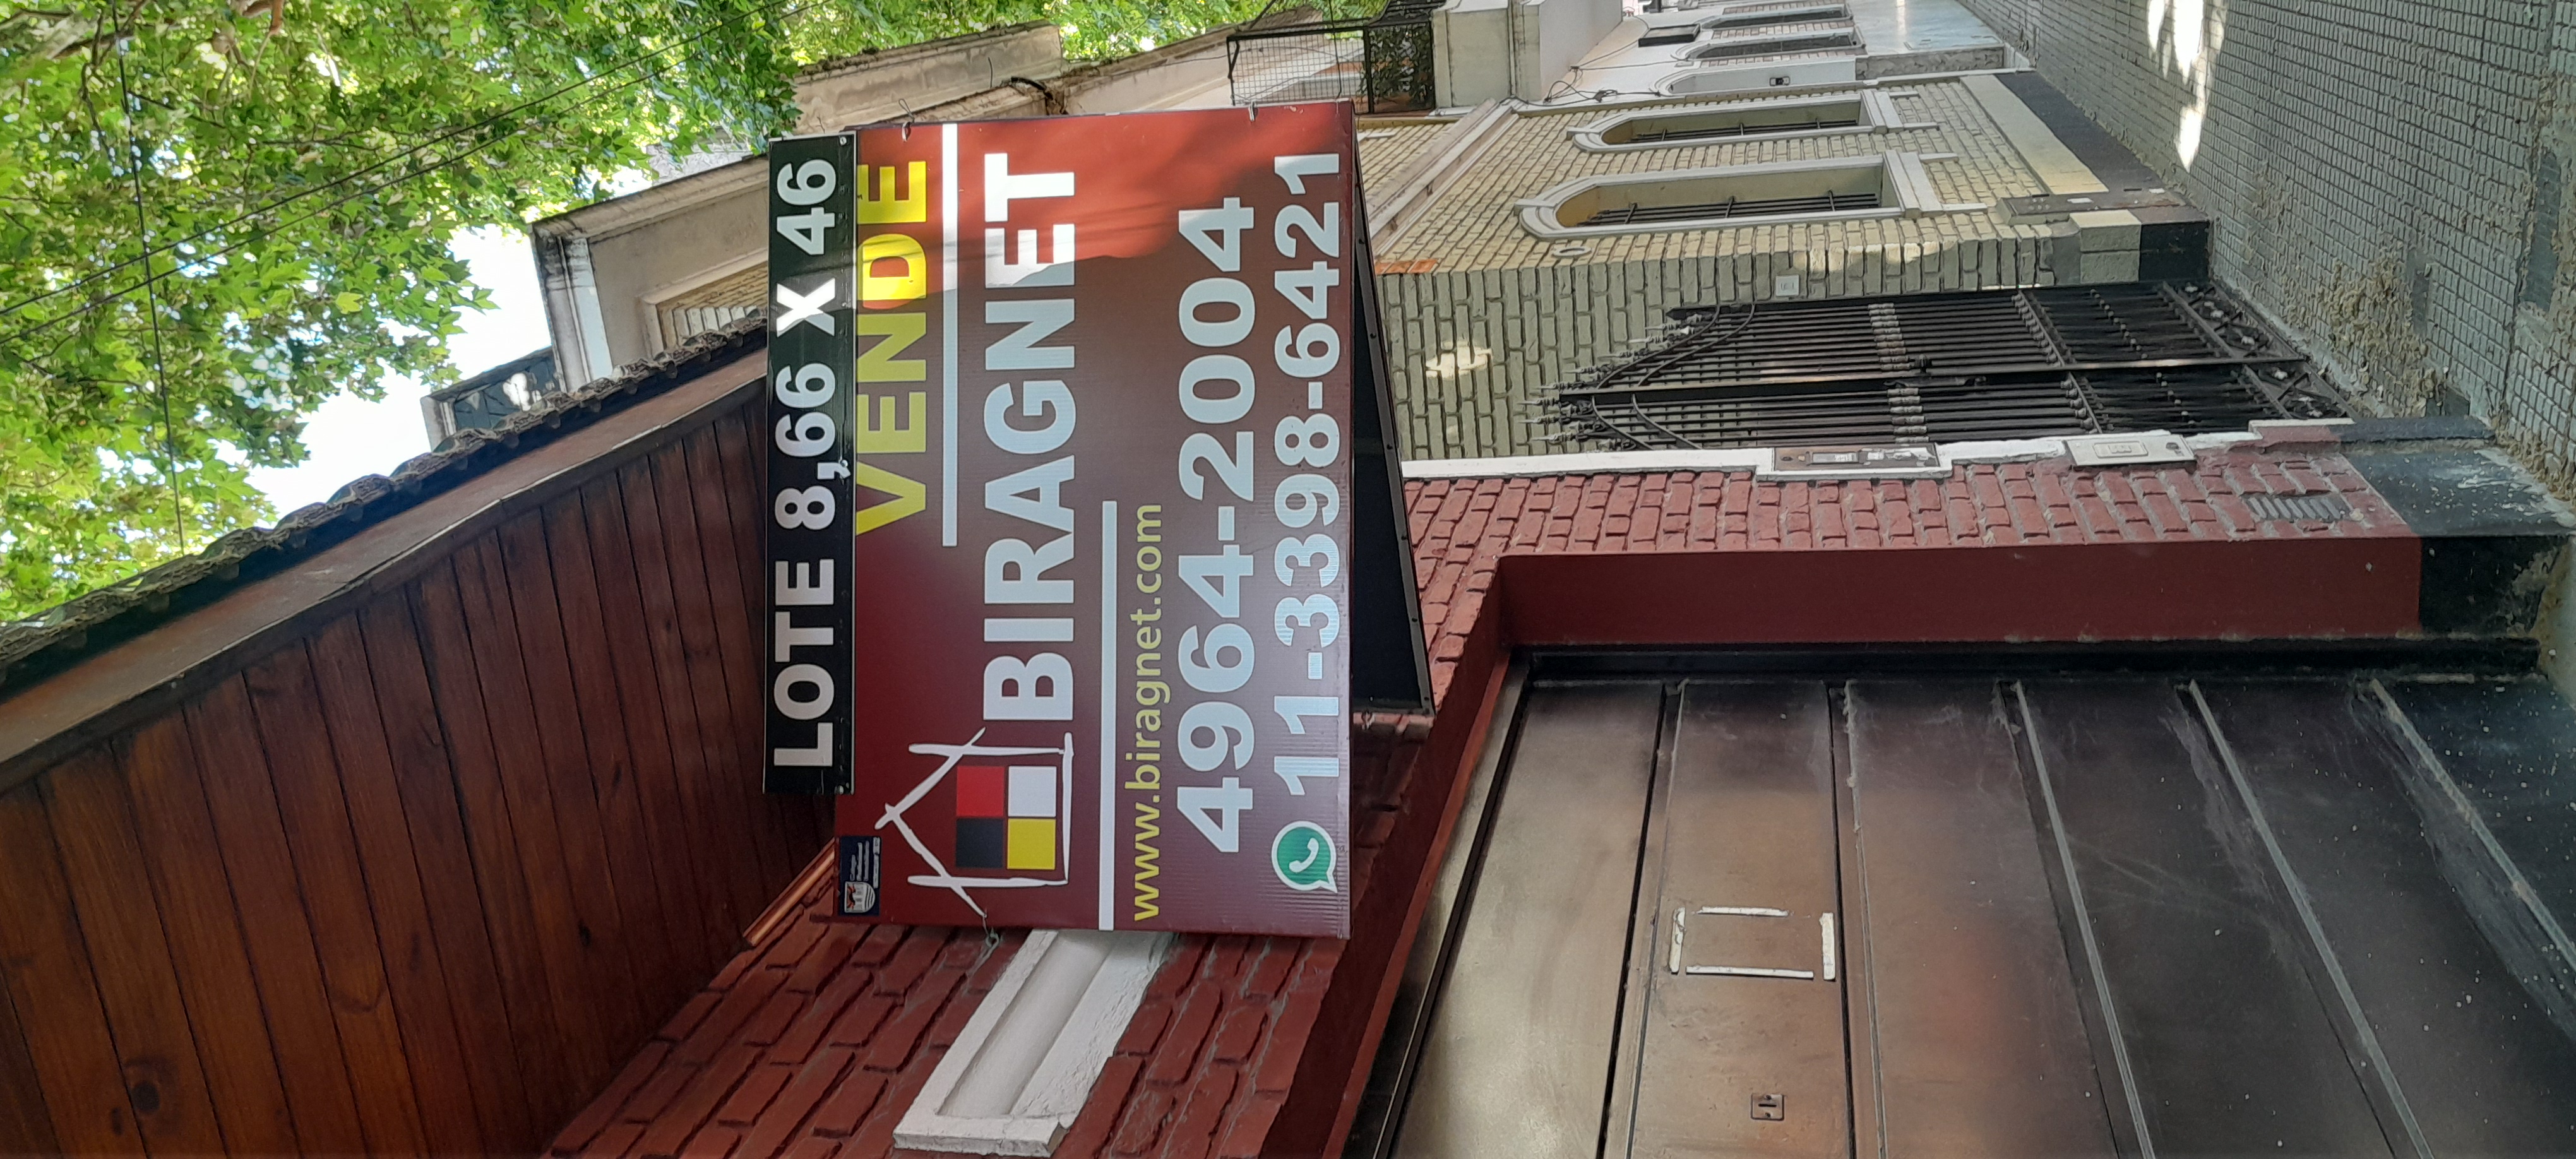 LOTE 8,66 X 46
VENDE
BIRAGNET
www.biragnet.com
4964-2004
11-3398-6421